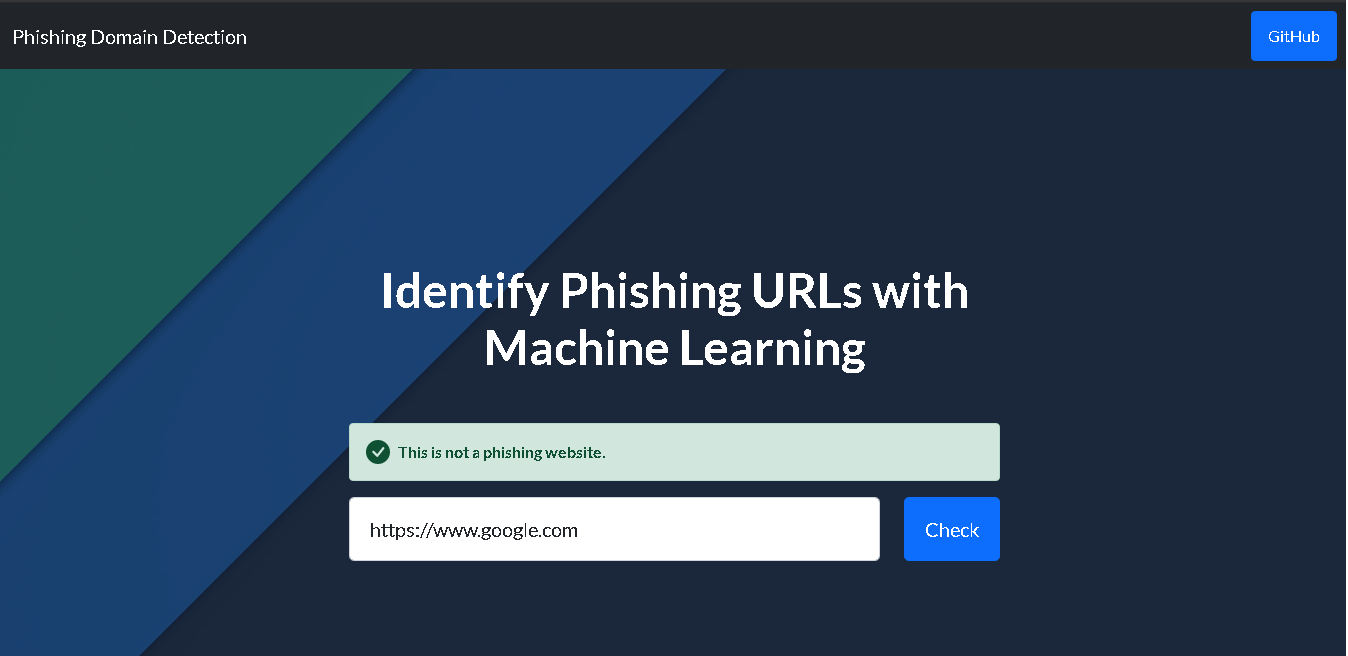 Phishing Domain Detection
GitHub
Identify Phishing URLs with
Machine Learning
This is not a phishing website.
https://www.google.com
Check